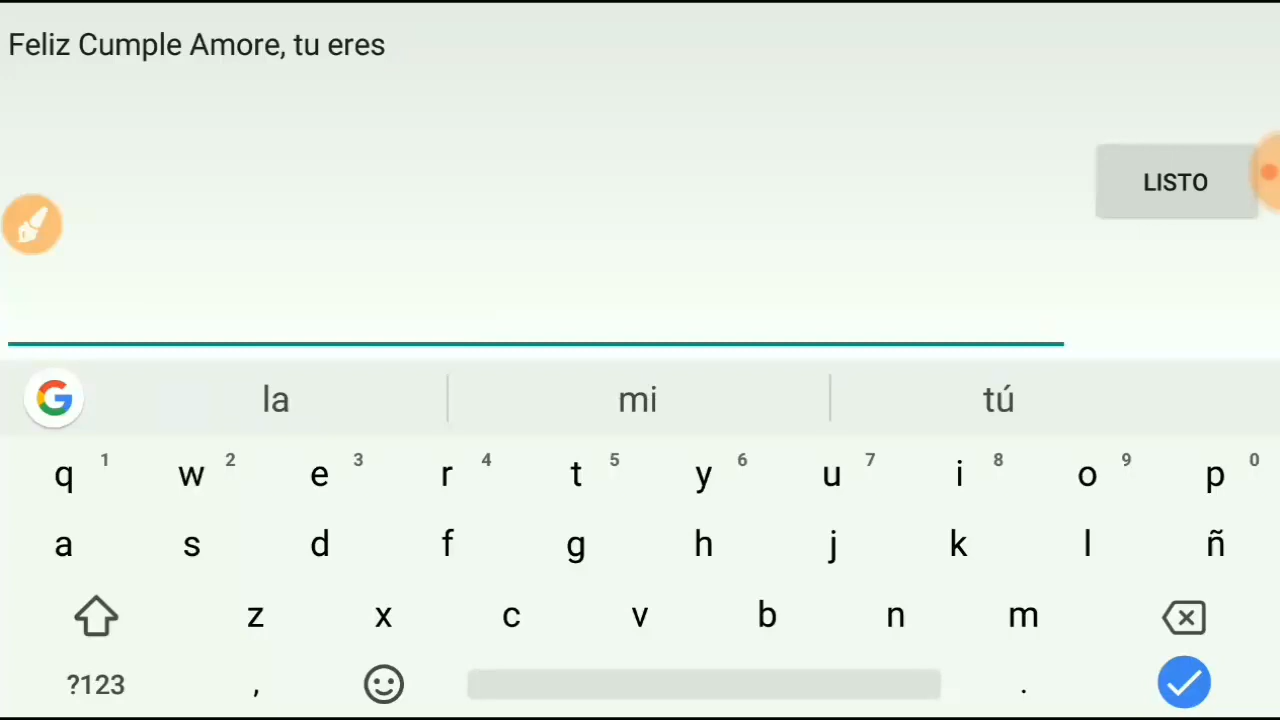 Feliz Cumple Amore, tu eres
LISTO
la mi tú
q 1 w 2 e 3 r 4 t 5 y 6 u 7 i 8 o 9 p 0
a s d f g h j k l ñ
z x c v b n m
?123 , .